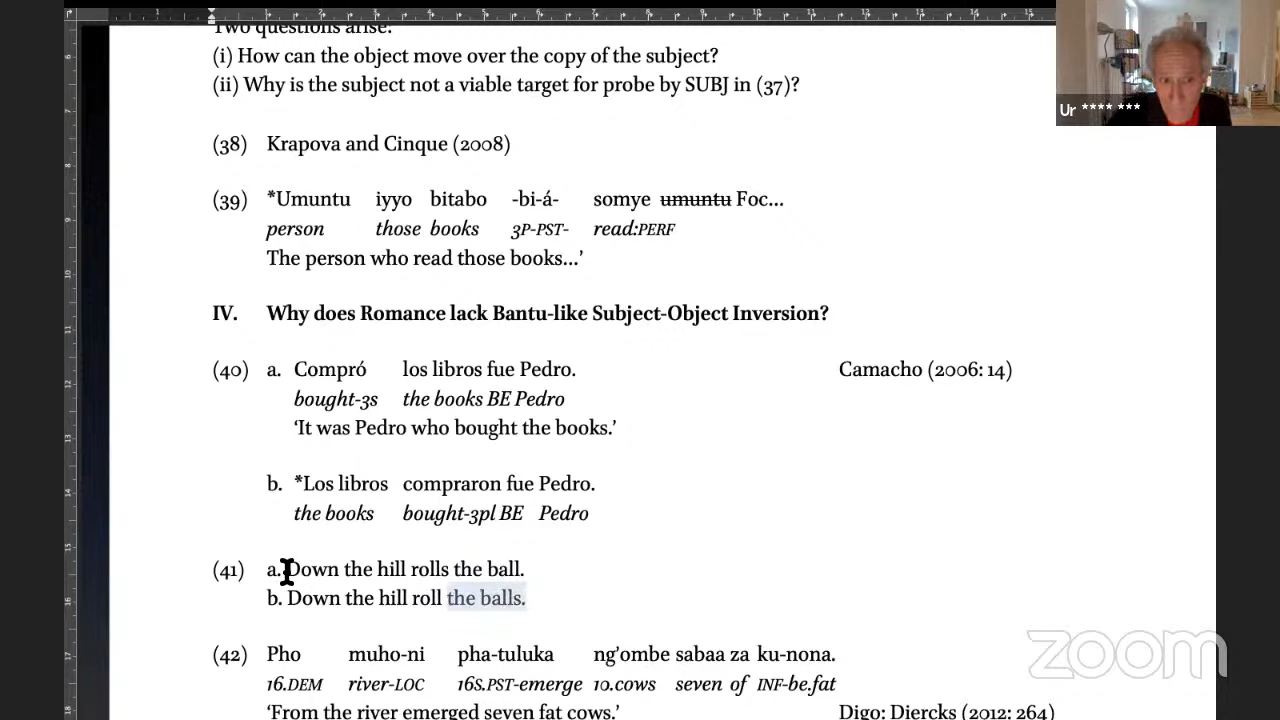 Two questions arise:
(i) How can the object move over the copy of the subject?
(ii) Why is the subject not a viable target for probe by SUBJ in (37)?
Ur **** ***
(38) Krapova and Cinque (2008)
(39) *Umuntu iyyo bitabo -bi-á- somye umuntu Foc...
person those books 3P-PST- read:PERF
The person who read those books...’
IV. Why does Romance lack Bantu-like Subject-Object Inversion?
(40) a. Compró los libros fue Pedro. Camacho (2006: 14)
bought-3s the books BE Pedro
‘It was Pedro who bought the books.’
b. *Los libros compraron fue Pedro.
the books bought-3pl BE Pedro
(41) a. Down the hill rolls the ball.
b. Down the hill roll the balls.
(42) Pho muho-ni pha-tuluka ng’ombe sabaa za ku-nona.
16.DEM river-LOC 16S.PST-emerge 10.cows seven of INF-be.fat
‘From the river emerged seven fat cows.’ Digo: Diercks (2012: 264)
zoom